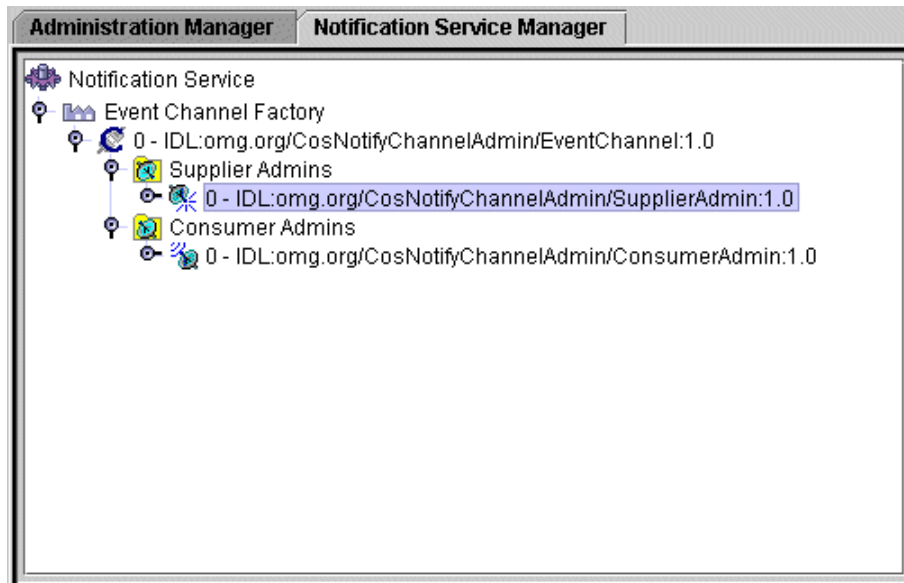 Administration Manager
Notification Service Manager
Notification Service
Event Channel Factory
0 - IDL:omg.org/CosNotifyChannelAdmin/EventChannel:1.0
Supplier Admins
0 - IDL:omg.org/CosNotifyChannelAdmin/SupplierAdmin:1.0
Consumer Admins
0 - IDL:omg.org/CosNotifyChannelAdmin/ConsumerAdmin:1.0